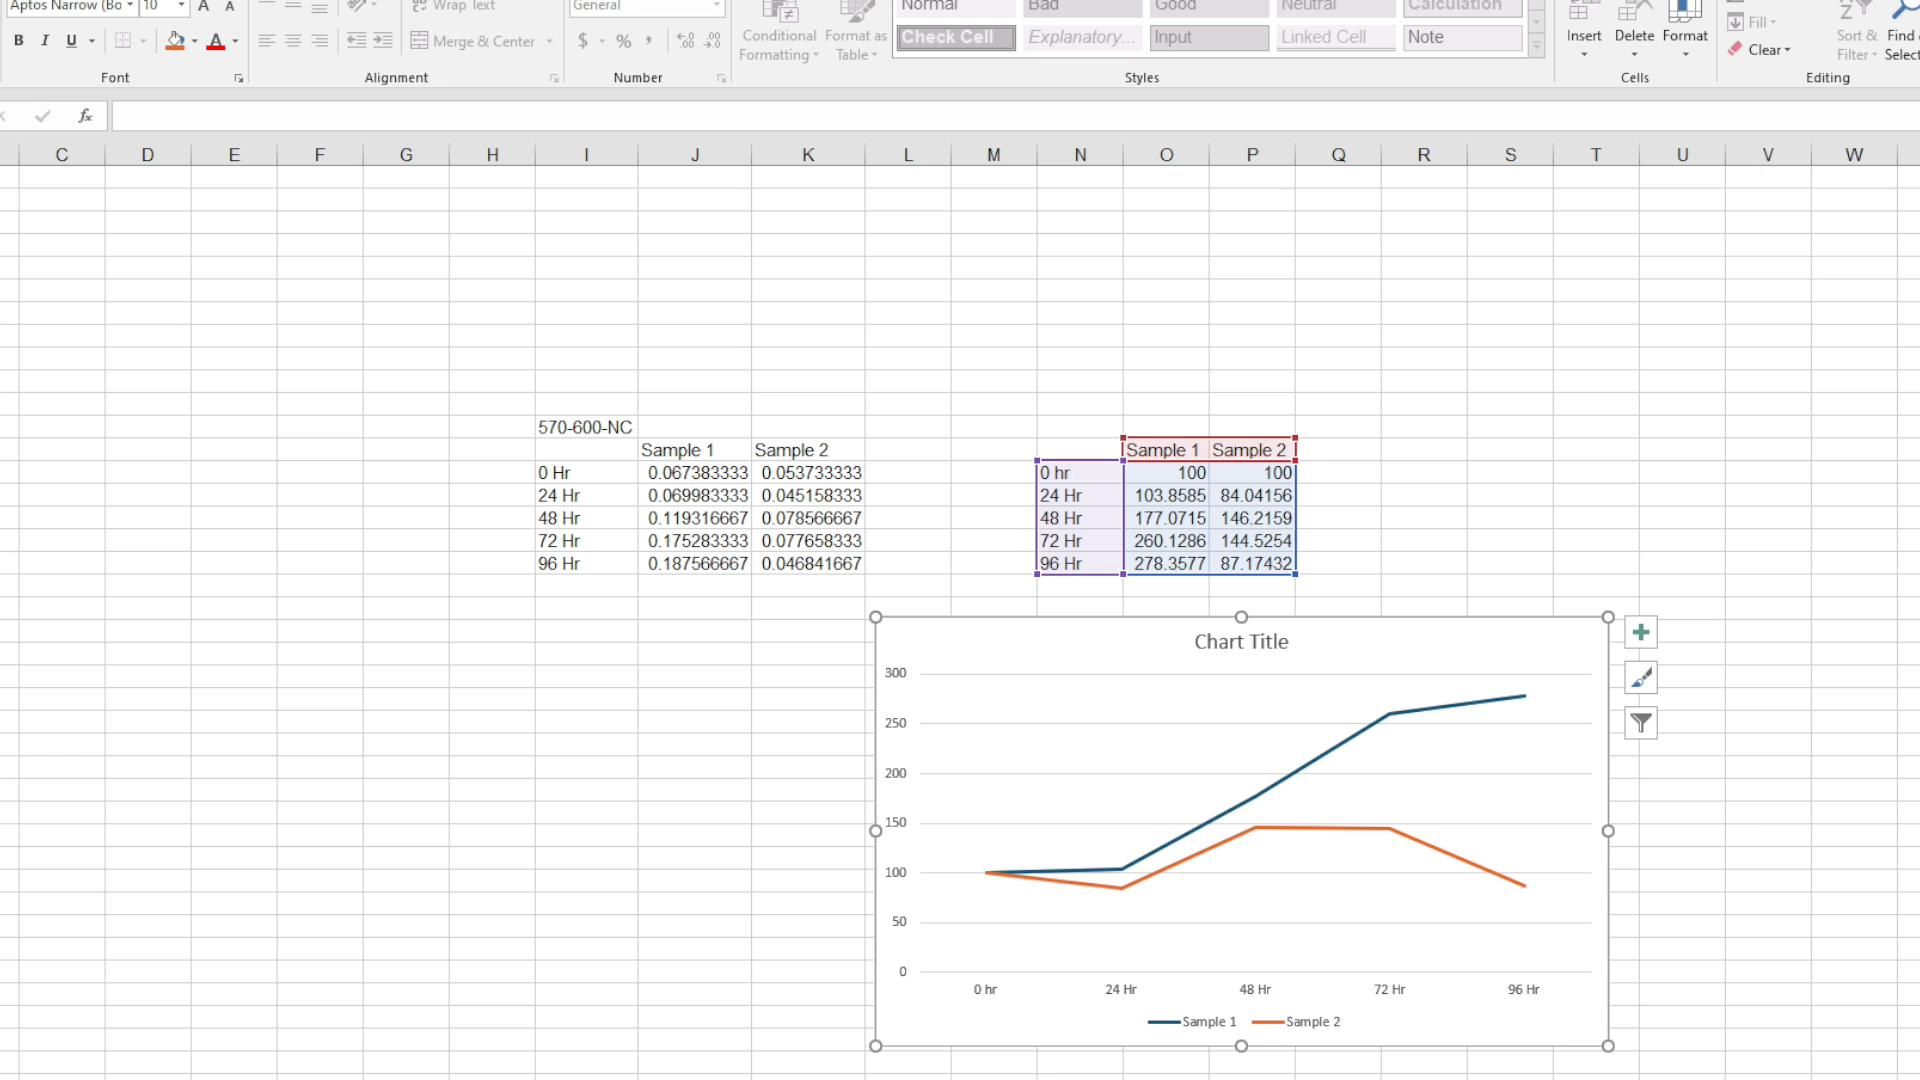 Aptos Narrow (Bo 10 A A Wrap Text General Normal Bad Good Neutral Calculation Fill
B I U A Merge & Center $ % , Conditional Formatting Format as Table Check Cell Explanatory... Input Linked Cell Note Insert Delete Format Clear Sort & Filter Find Select
Font Alignment Number Styles Cells Editing
fx
C D E F G H I J K L M N O P Q R S T U V W
570-600-NC
Sample 1 Sample 2 Sample 1 Sample 2
0 Hr 0.067383333 0.053733333 0 hr 100 100
24 Hr 0.069983333 0.045158333 24 Hr 103.8585 84.04156
48 Hr 0.119316667 0.078566667 48 Hr 177.0715 146.2159
72 Hr 0.175283333 0.077658333 72 Hr 260.1286 144.5254
96 Hr 0.187566667 0.046841667 96 Hr 278.3577 87.17432
Chart Title
300
250
200
150
100
50
0
0 hr 24 Hr 48 Hr 72 Hr 96 Hr
Sample 1 Sample 2